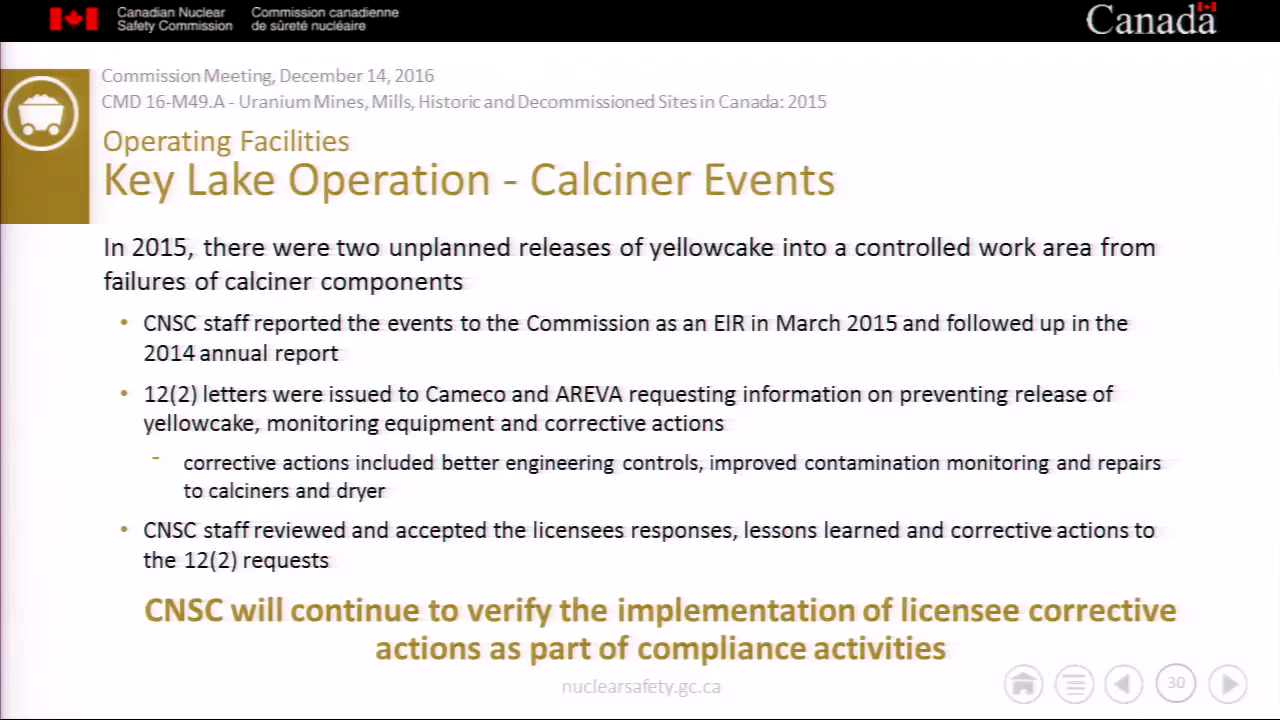 Canadian Nuclear
Safety Commission
Commission canadienne
de sûreté nucléaire
Canada
Commission Meeting, December 14, 2016
CMD 16-M49.A - Uranium Mines, Mills, Historic and Decommissioned Sites in Canada: 2015
Operating Facilities
Key Lake Operation - Calciner Events
In 2015, there were two unplanned releases of yellowcake into a controlled work area from
failures of calciner components
• CNSC staff reported the events to the Commission as an EIR in March 2015 and followed up in the
2014 annual report
• 12(2) letters were issued to Cameco and AREVA requesting information on preventing release of
yellowcake, monitoring equipment and corrective actions
- corrective actions included better engineering controls, improved contamination monitoring and repairs
to calciners and dryer
• CNSC staff reviewed and accepted the licensees responses, lessons learned and corrective actions to
the 12(2) requests
CNSC will continue to verify the implementation of licensee corrective
actions as part of compliance activities
nuclearsafety.gc.ca
30